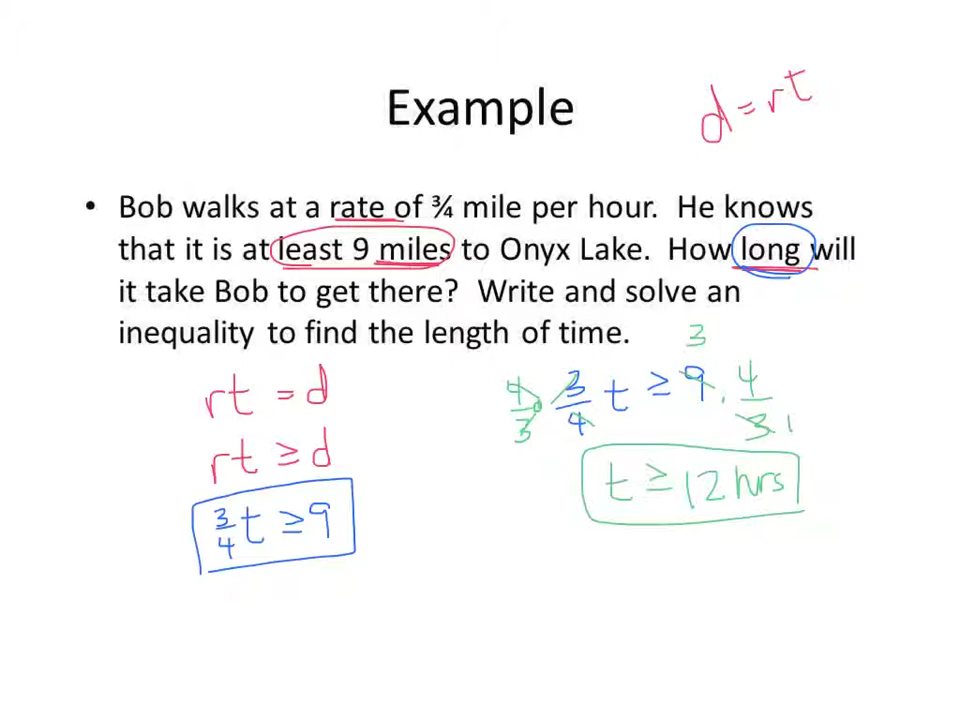 Example
d = rt
• Bob walks at a rate of ¾ mile per hour. He knows
that it is at least 9 miles to Onyx Lake. How long will
it take Bob to get there? Write and solve an
inequality to find the length of time.
rt = d
rt ≥ d
3/4 t ≥ 9
3
4/3 · 3/4 t ≥ 9 · 4/3 1
t ≥ 12 hrs